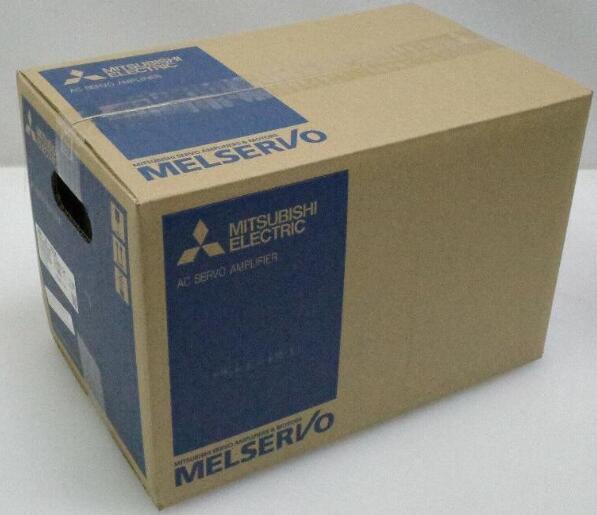 MITSUBISHI
ELECTRIC
AC SERVO AMPLIFIER
MITSUBISHI SERVO AMPLIFIERS & MOTORS
MELSERVO
MITSUBISHI
ELECTRIC
AC SERVO AMPLIFIER
MITSUBISHI SERVO AMPLIFIERS & MOTORS
MELSERVO